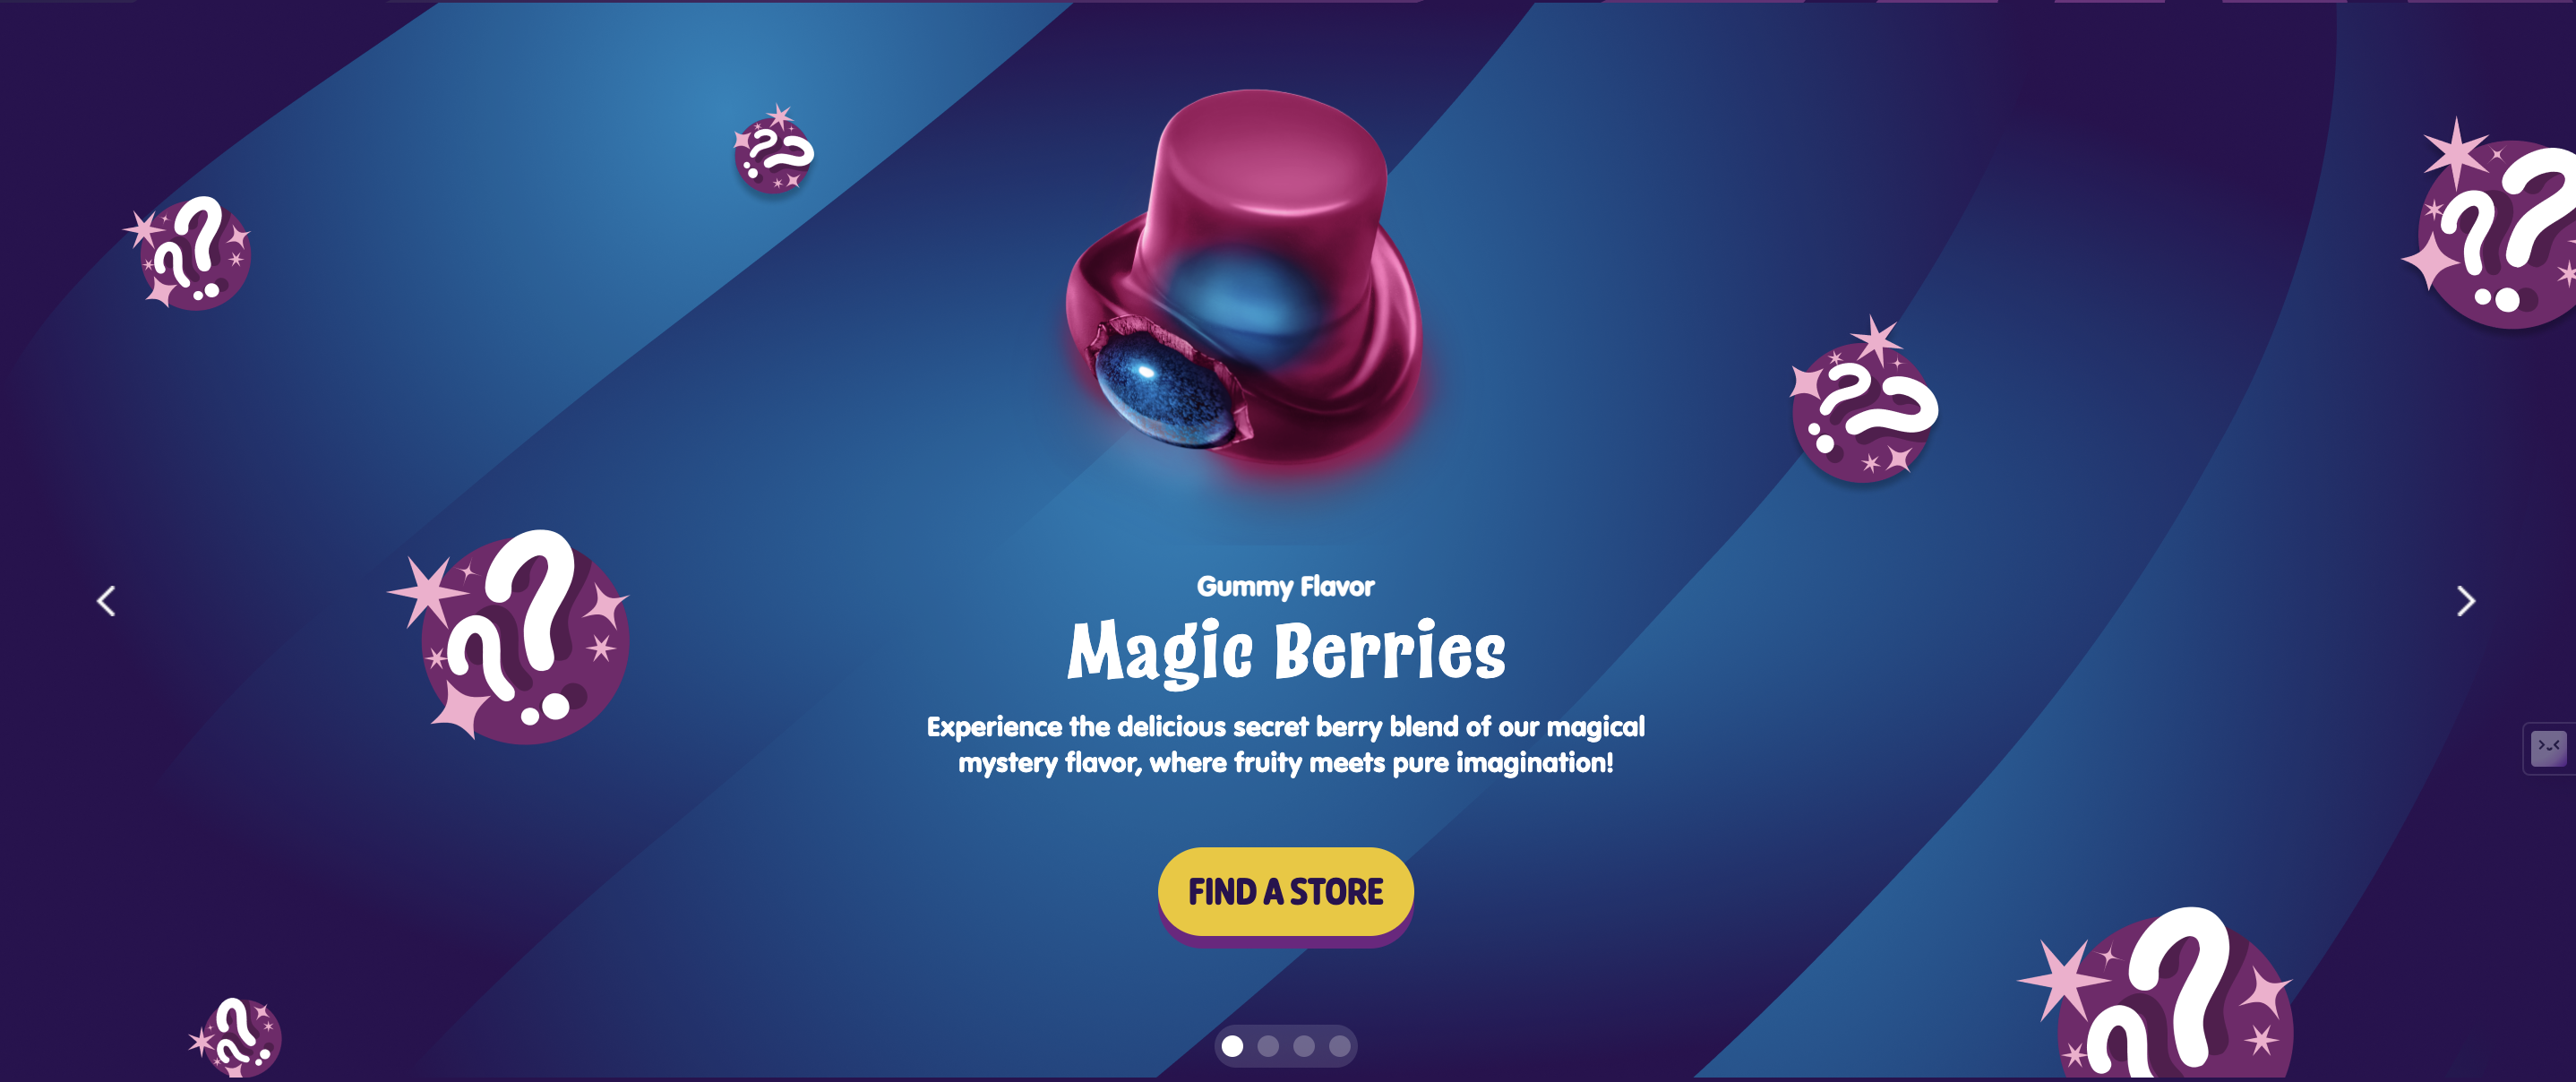 Gummy Flavor
Magic Berries
Experience the delicious secret berry blend of our magical
mystery flavor, where fruity meets pure imagination!
FIND A STORE